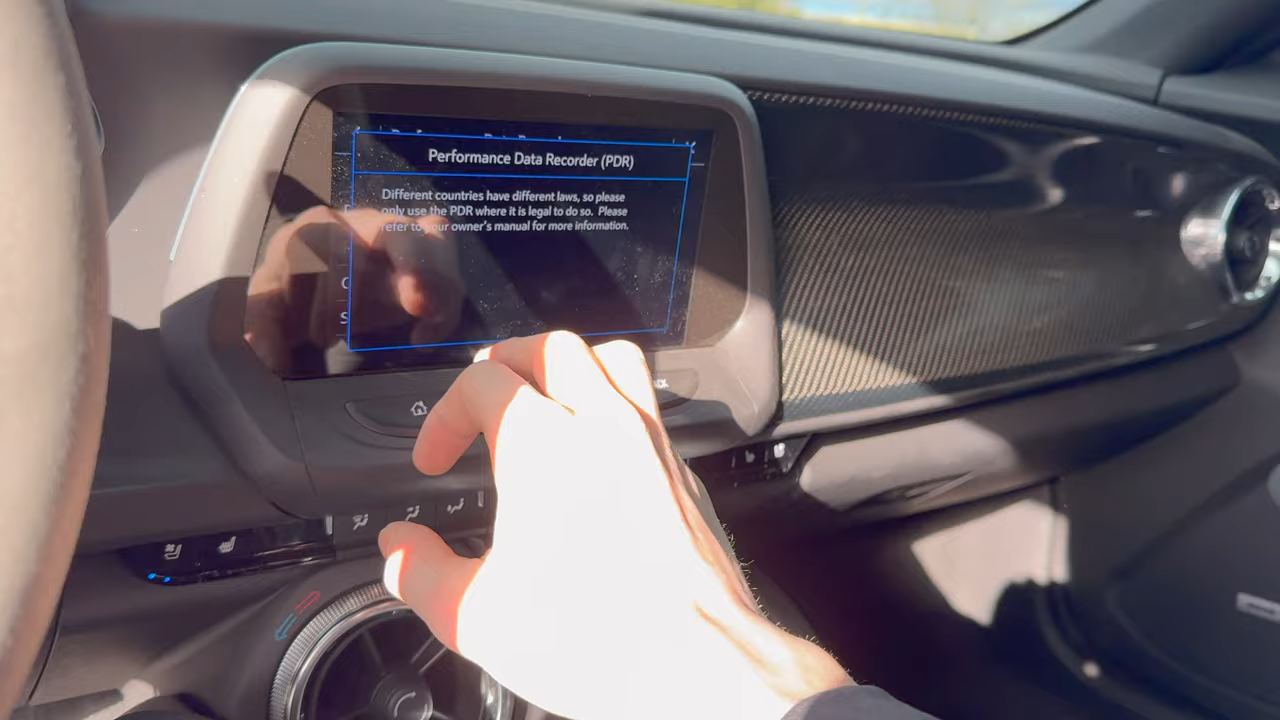 Performance Data Recorder (PDR)
Different countries have different laws, so please
only use the PDR where it is legal to do so. Please
refer to your owner's manual for more information.